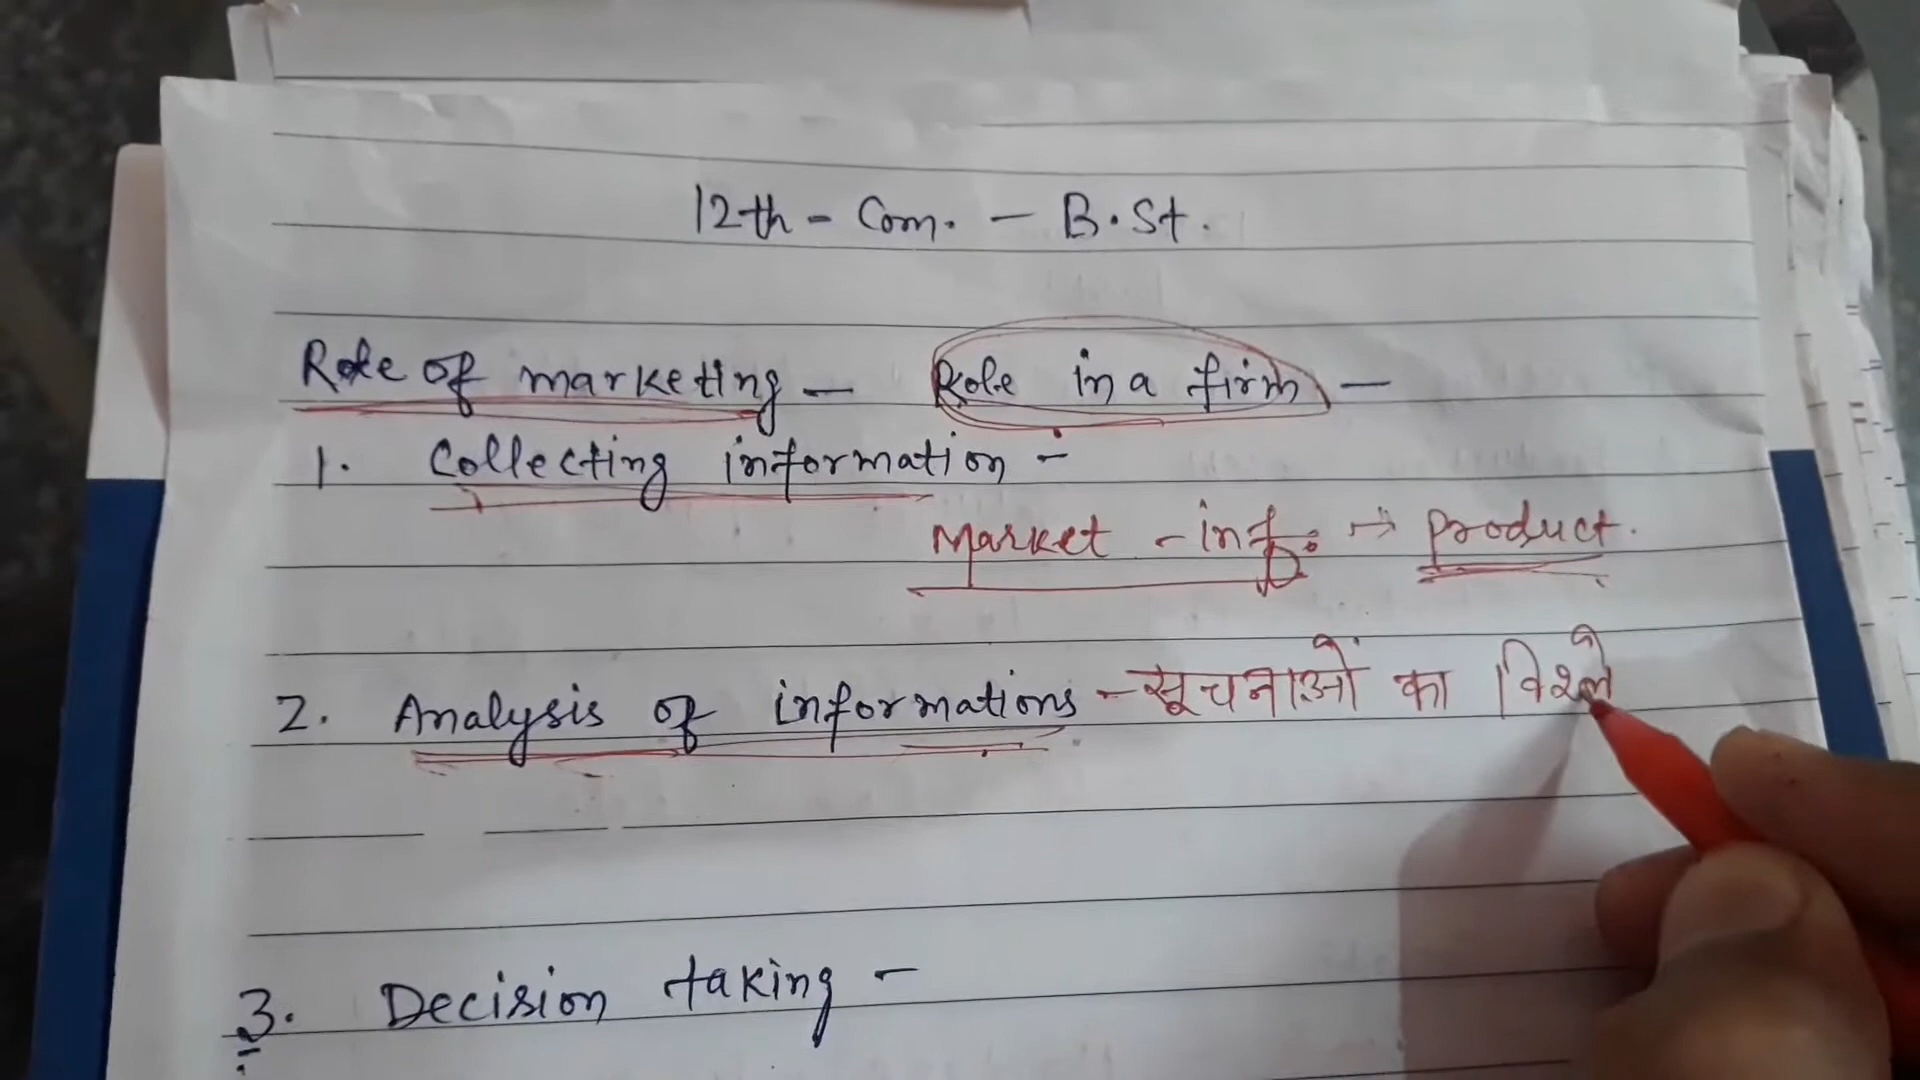 12th - Com. - B.St.
Role of marketing - Role in a firm -
1. Collecting information -
Market - inf. → product.
2. Analysis of informations - सूचनाओं का विश्ले
3. Decision taking -